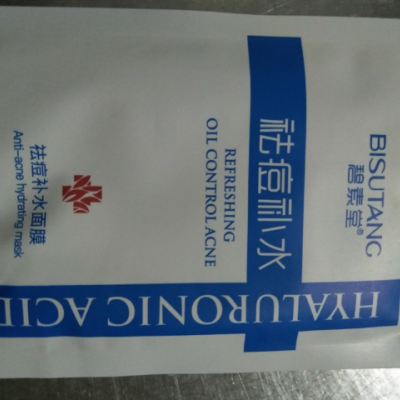 BISUTANG
碧素堂®
祛痘补水
REFRESHING
OIL CONTROL ACNE
祛痘补水面膜
Anti-acne hydrating mask
HYALURONIC ACID